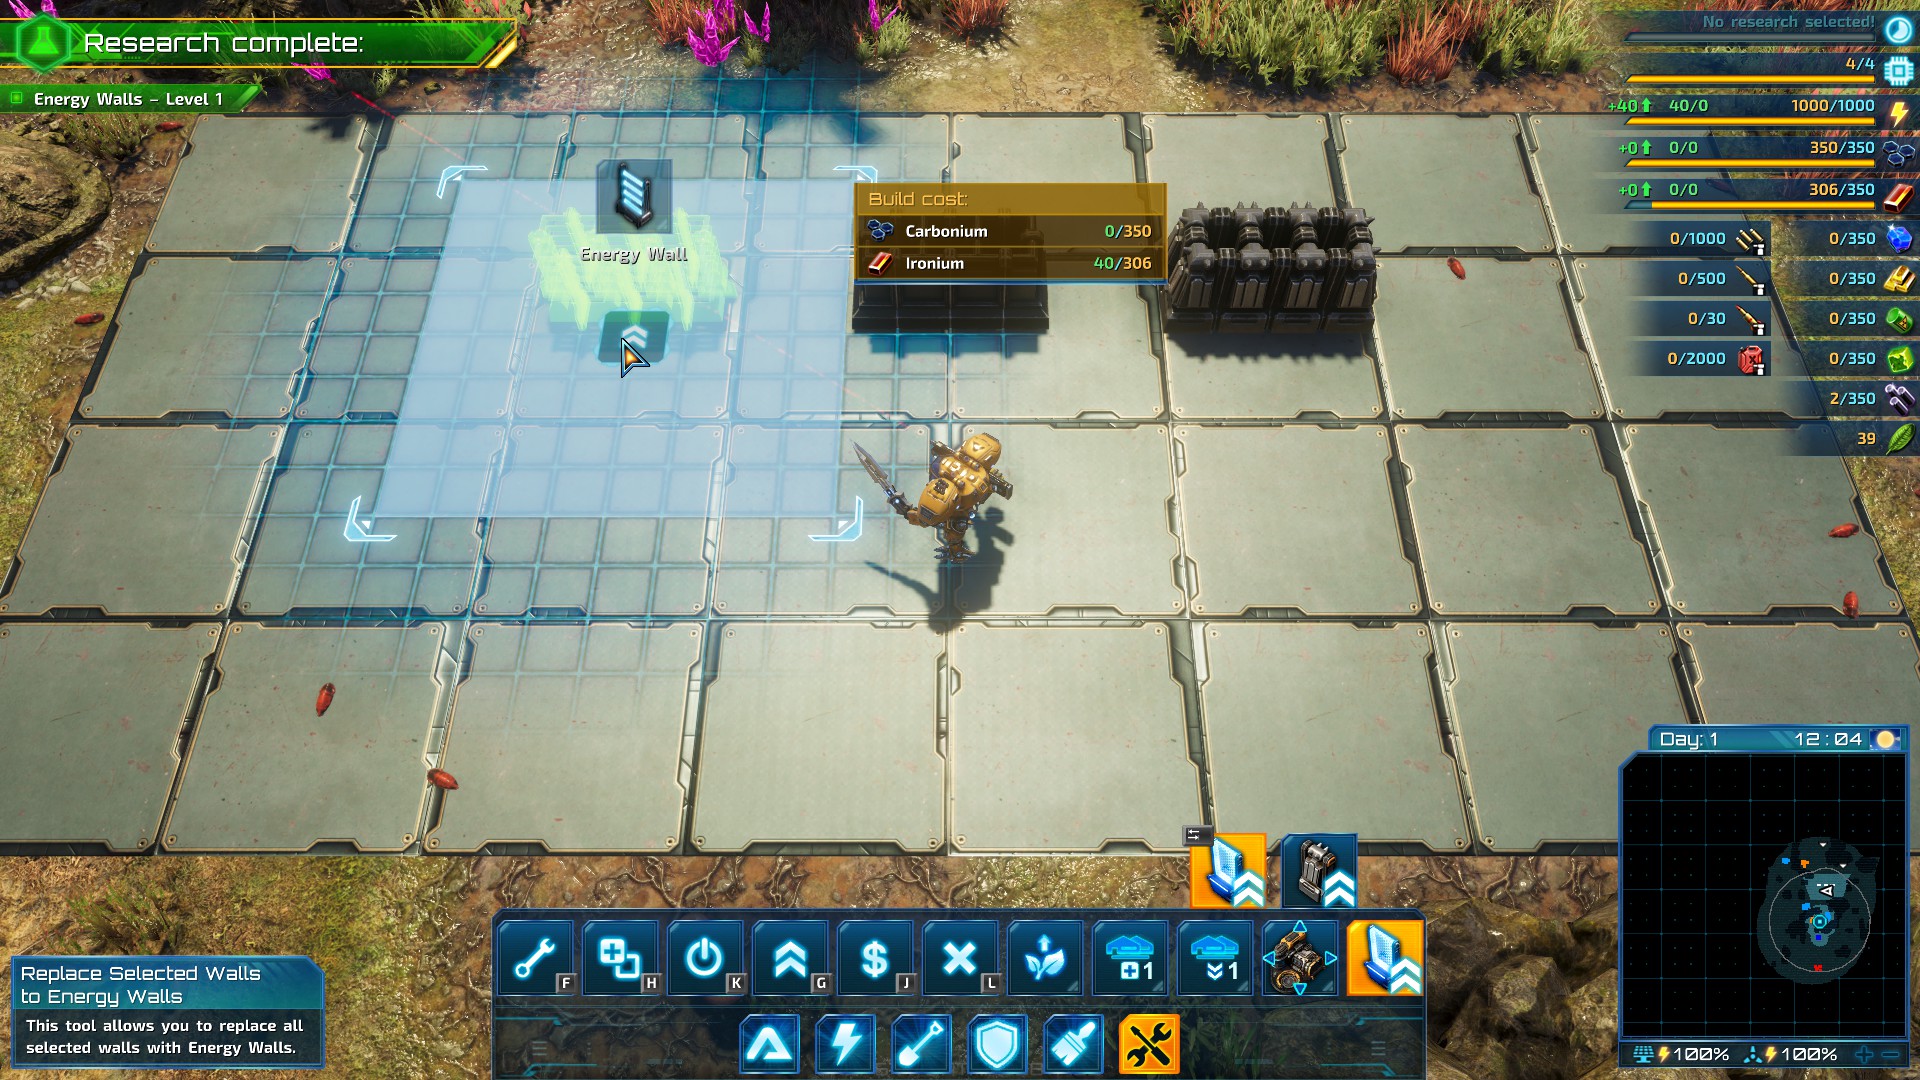 Research complete:
Energy Walls – Level 1
Energy Wall
Build cost:
Carbonium 0/350
Ironium 40/306
No research selected!
4/4
+40 40/0 1000/1000
+0 0/0 350/350
+0 0/0 306/350
0/1000 0/350
0/500 0/350
0/30 0/350
0/2000 0/350
2/350
39
Day: 1 12:04
100% 100%
F H K G $ J L 1 1
Replace Selected Walls
to Energy Walls
This tool allows you to replace all
selected walls with Energy Walls.